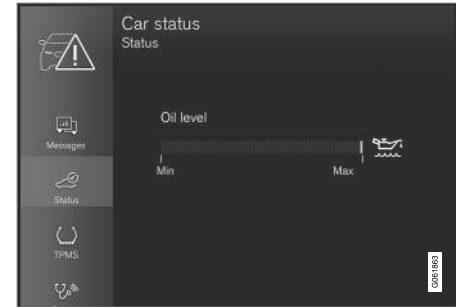 Car status
Status
Oil level
Min
Max
Messages
Status
TPMS
G061863